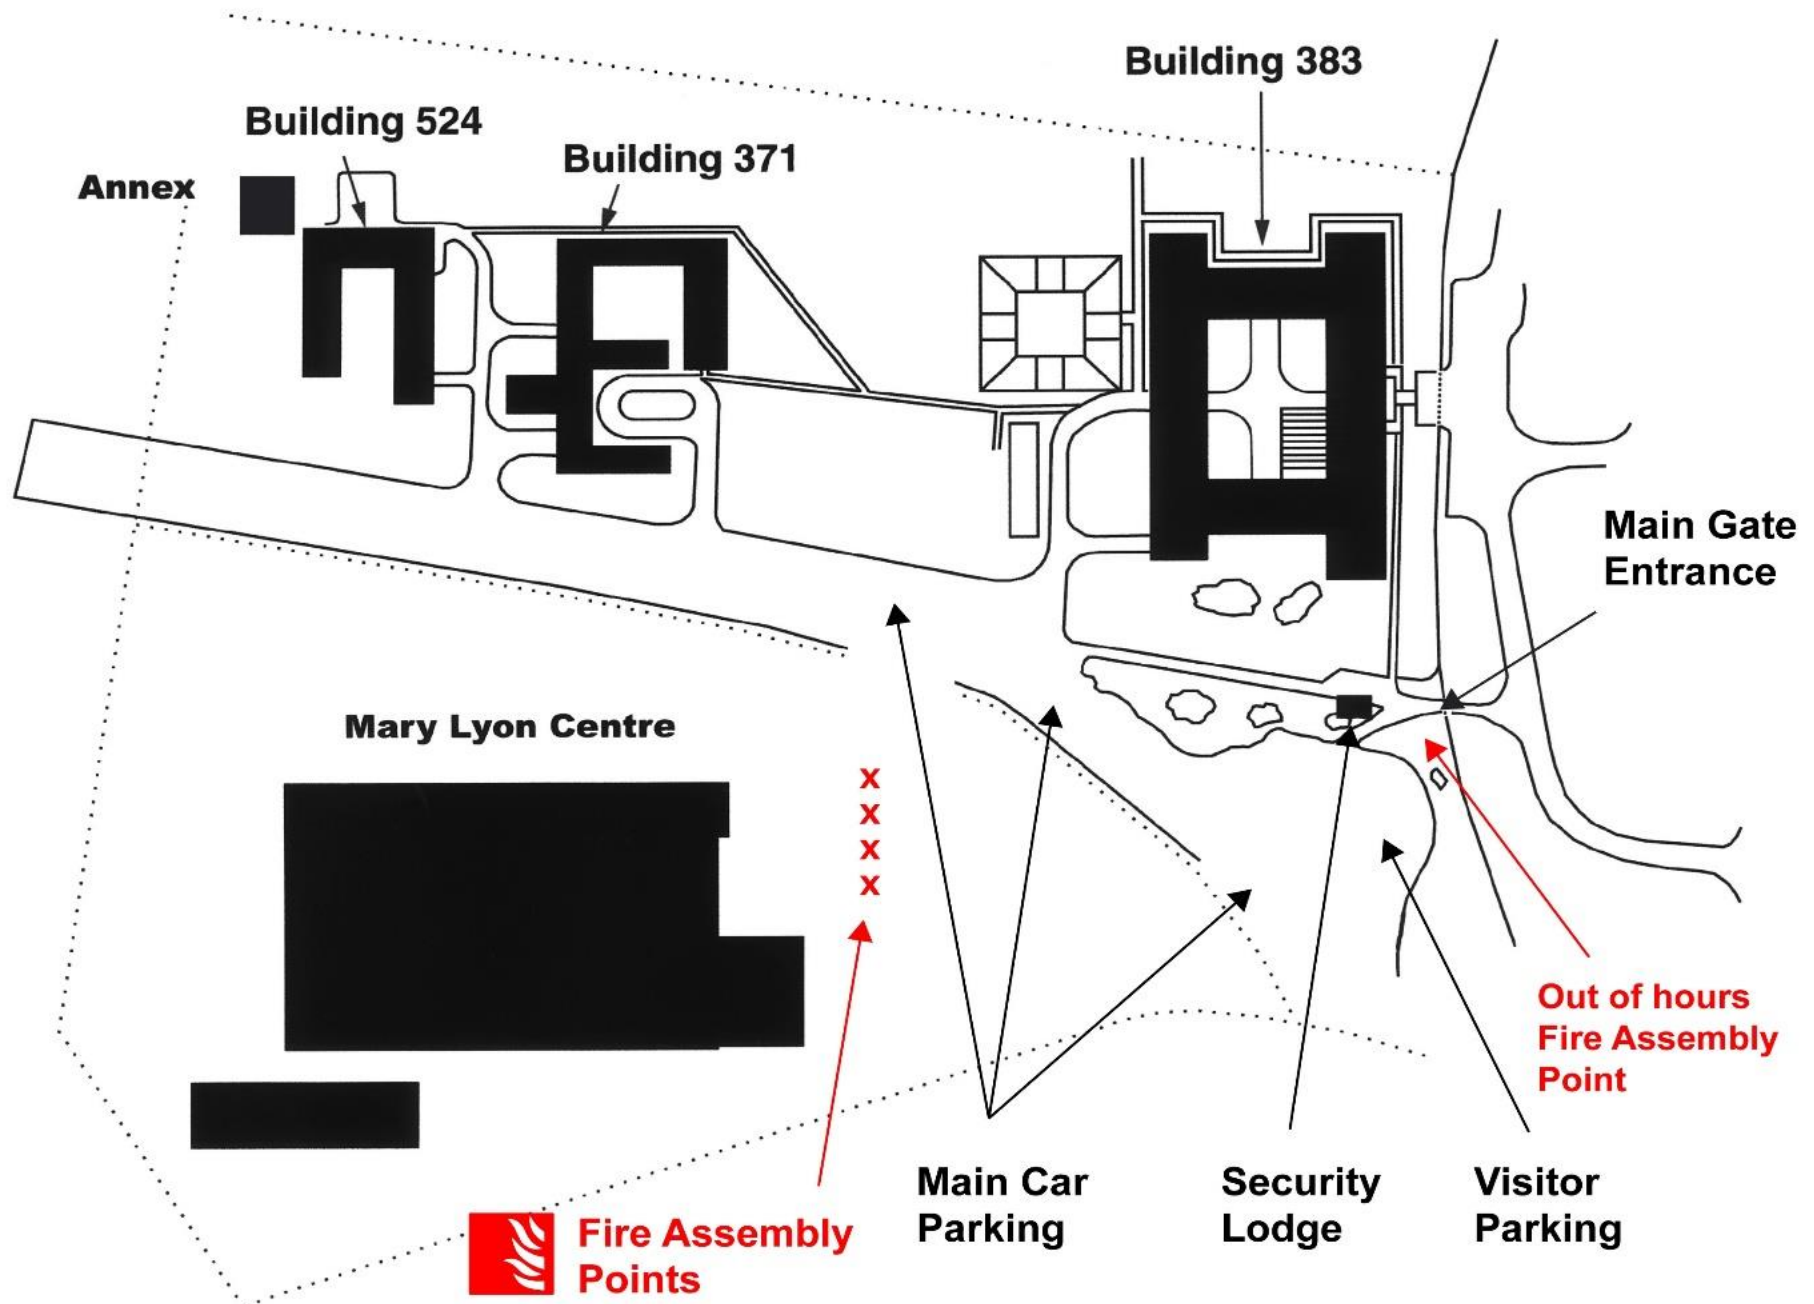 Building 383
Building 524
Building 371
Annex
Main Gate
Entrance
Mary Lyon Centre
x
x
x
x
Out of hours
Fire Assembly
Point
Main Car
Parking
Security
Lodge
Visitor
Parking
Fire Assembly
Points